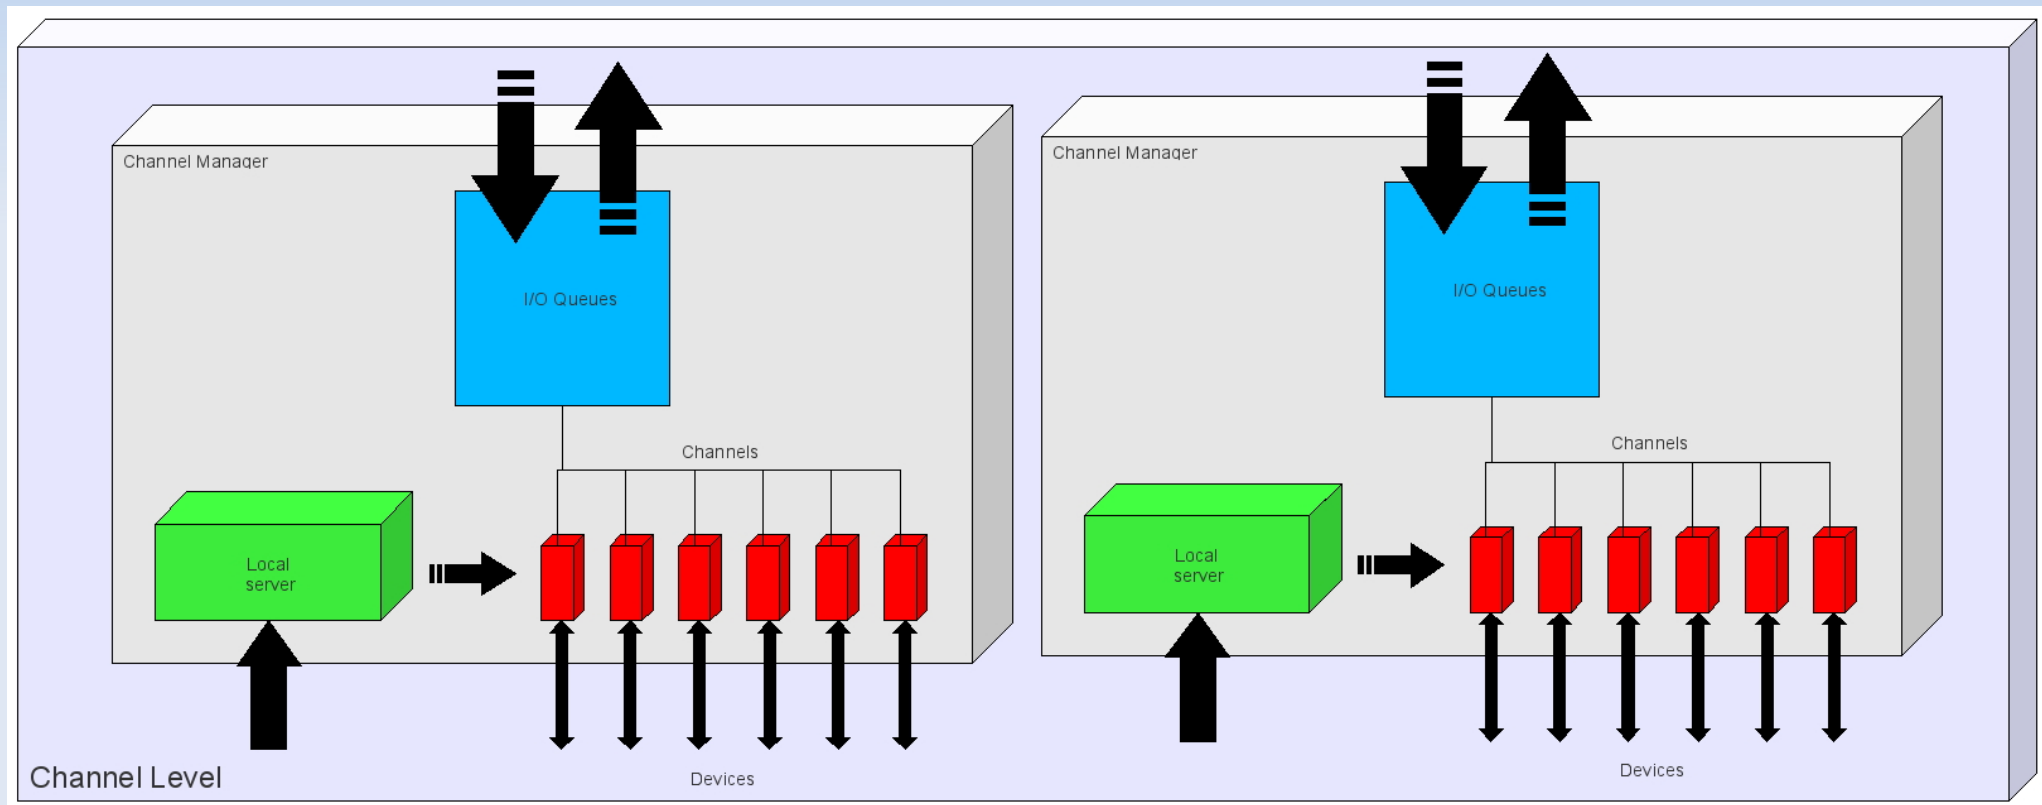 Channel Manager
I/O Queues
Channels
Local
server
Devices
Channel Manager
I/O Queues
Channels
Local
server
Devices
Channel Level